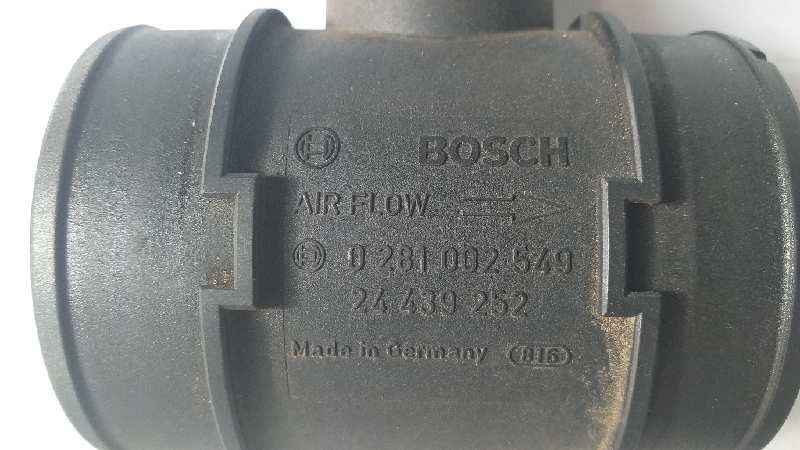 BOSCH
AIR FLOW
0 281 002 549
24 439 252
Made in Germany 816